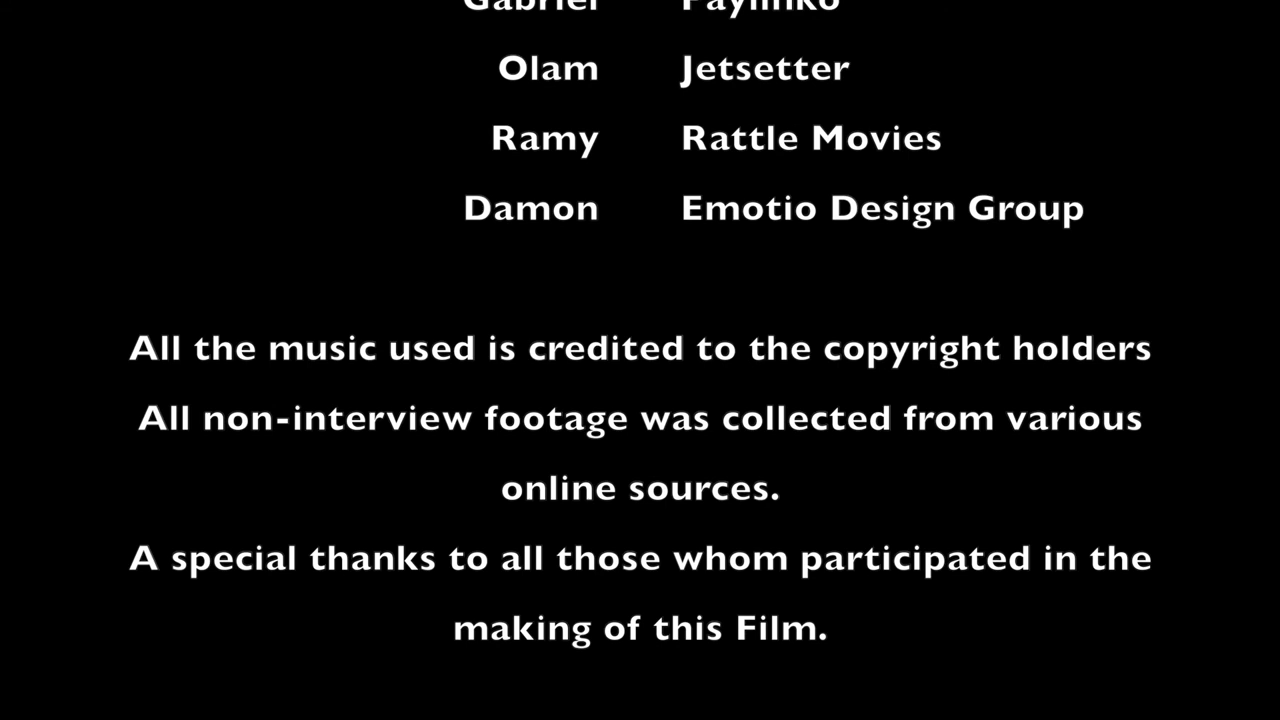 Gabriel
Olam Jetsetter
Ramy Rattle Movies
Damon Emotio Design Group
All the music used is credited to the copyright holders
All non-interview footage was collected from various
online sources.
A special thanks to all those whom participated in the
making of this Film.